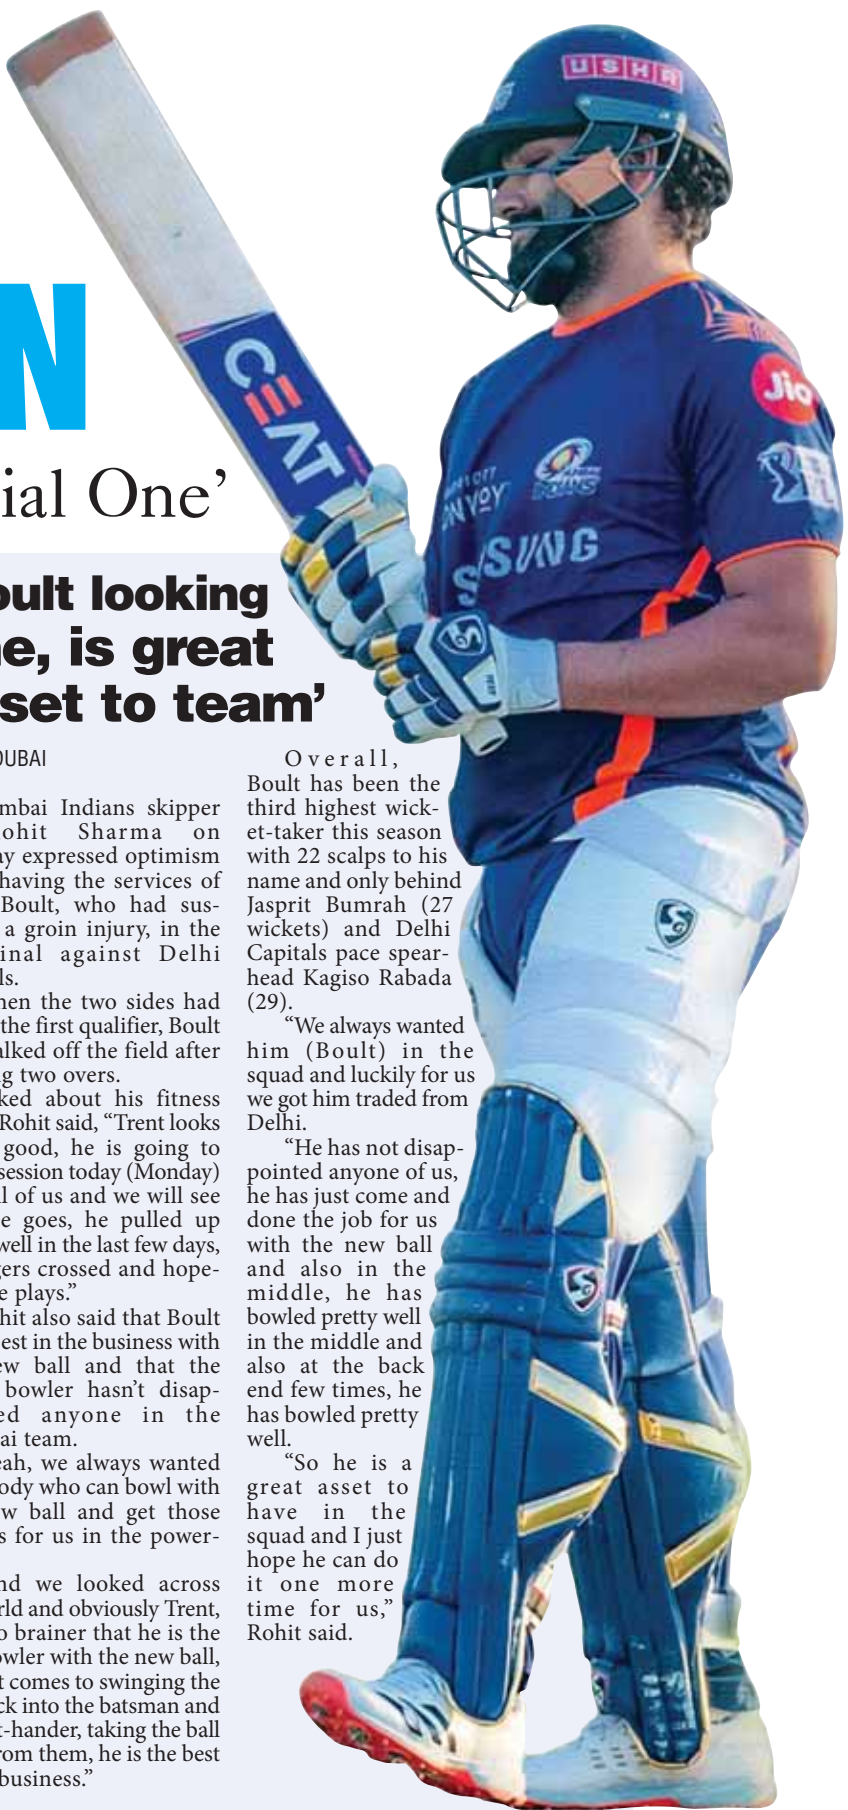 N
ial One’
oult looking
e, is great
set to team’
DUBAI
mbai Indians skipper
ohit Sharma on
ay expressed optimism
having the services of
Boult, who had sus-
a groin injury, in the
inal against Delhi
ls.
hen the two sides had
the first qualifier, Boult
alked off the field after
g two overs.
ked about his fitness
Rohit said, “Trent looks
good, he is going to
session today (Monday)
l of us and we will see
e goes, he pulled up
well in the last few days,
gers crossed and hope-
e plays.”
hit also said that Boult
est in the business with
ew ball and that the
bowler hasn’t disap-
ed anyone in the
ai team.
eah, we always wanted
ody who can bowl with
w ball and get those
s for us in the power-
nd we looked across
rld and obviously Trent,
o brainer that he is the
owler with the new ball,
t comes to swinging the
ck into the batsman and
t-hander, taking the ball
rom them, he is the best
business.”
Overall,
Boult has been the
third highest wick-
et-taker this season
with 22 scalps to his
name and only behind
Jasprit Bumrah (27
wickets) and Delhi
Capitals pace spear-
head Kagiso Rabada
(29).
“We always wanted
him (Boult) in the
squad and luckily for us
we got him traded from
Delhi.
“He has not disap-
pointed anyone of us,
he has just come and
done the job for us
with the new ball
and also in the
middle, he has
bowled pretty well
in the middle and
also at the back
end few times, he
has bowled pretty
well.
“So he is a
great asset to
have in the
squad and I just
hope he can do
it one more
time for us,”
Rohit said.
USHA
CEAT
Jio
INDIANS
NVOY
SUNG
SG
SG
SG